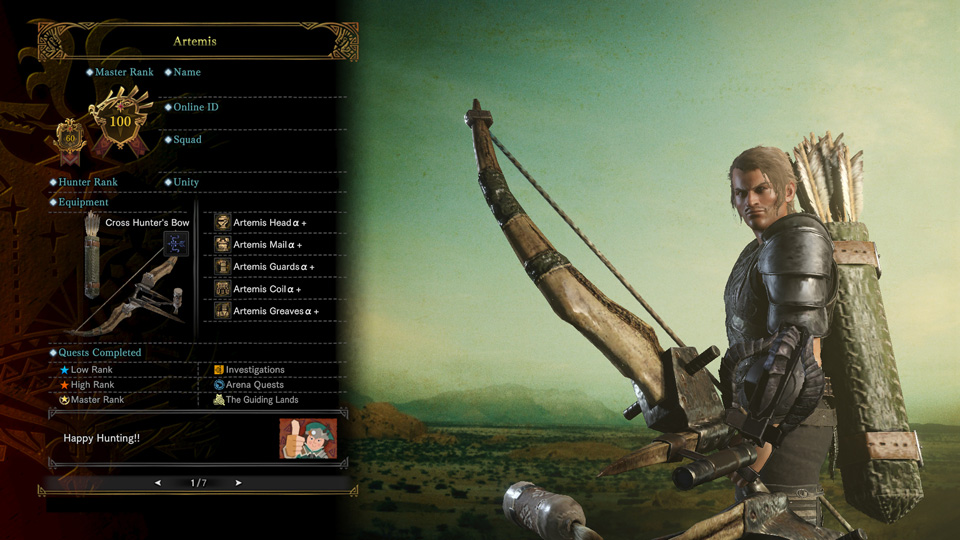 Artemis
Master Rank
Name
100
Online ID
60
Squad
Hunter Rank
Unity
Equipment
Cross Hunter's Bow
Artemis Head α +
Artemis Mail α +
Artemis Guards α +
Artemis Coil α +
Artemis Greaves α +
Quests Completed
Low Rank
Investigations
High Rank
Arena Quests
Master Rank
The Guiding Lands
Happy Hunting!!
1/7